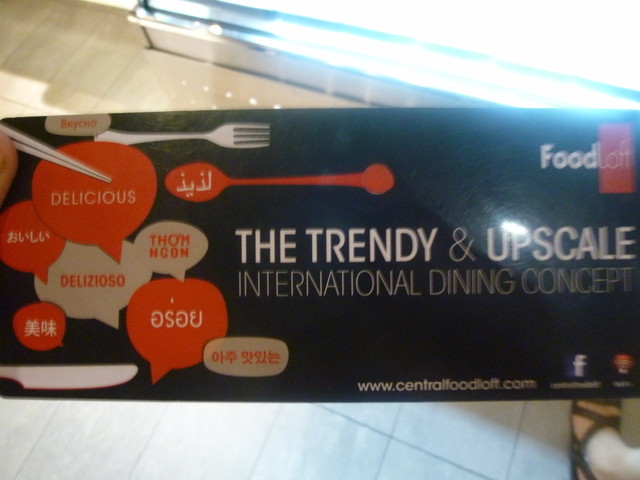 Вкусно
DELICIOUS
لذيذ
おいしい
THƠM
NGON
DELIZIOSO
美味
อร่อย
아주 맛있는
FoodLoft
THE TRENDY & UPSCALE
INTERNATIONAL DINING CONCEPT
www.centralfoodloft.com
f